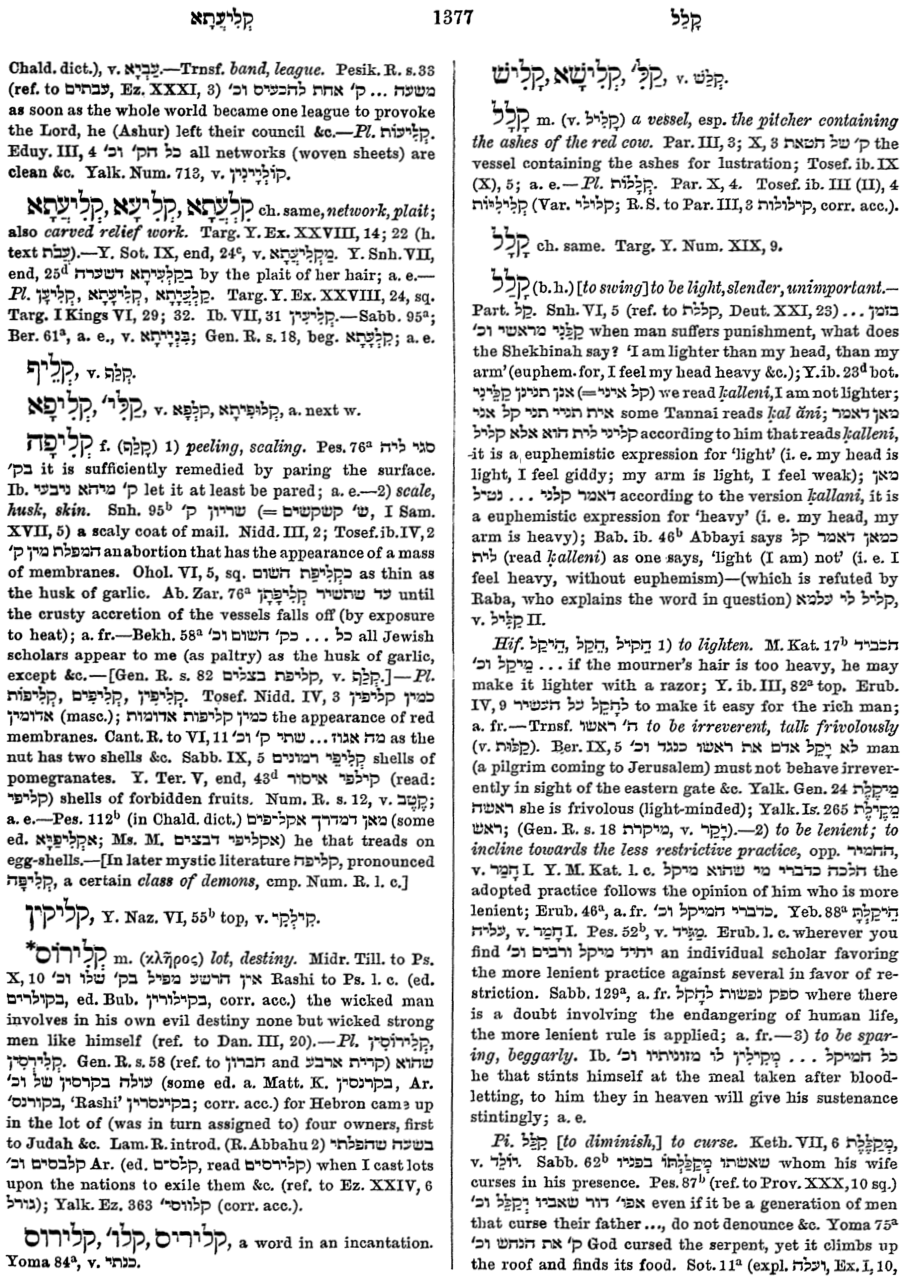 קְלִיעֲתָא 1377 קָלַל
Chald. dict.), v. עַבְיָא.—Trnsf. band, league. Pesik. R. s.33
(ref. to עבתים, Ez. XXXI, 3) משעה ... ק' אחת להכעיס וכ'
as soon as the whole world became one league to provoke
the Lord, he (Ashur) left their council &c.—Pl. קְלִיעוֹת.
Eduy. III, 4 כל הק' וכ' all networks (woven sheets) are
clean &c. Yalk. Num. 713, v. קוֹלָיְינִין.
קְלִעְתָא, קְלִיעָא, קְלִיעֲתָא ch. same, network, plait;
also carved relief work. Targ. Y. Ex. XXVIII, 14; 22 (h.
text עֲבֹת).—Y. Sot. IX, end, 24ᶜ, v. מַקְלִיעֲתָא. Y. Snh. VII,
end, 25ᵈ בקלעיתא דשערה by the plait of her hair; a. e.—
Pl. קְלִיעָן, קְלִיעָתָא, קְלַעֲיָתָא. Targ. Y. Ex. XXVIII, 24, sq.
Targ. I Kings VI, 29; 32. Ib. VII, 31 קְלִיעִין.—Sabb. 95ᵃ;
Ber. 61ᵃ, a. e., v. בְּנָיְיתָא; Gen. R. s. 18, beg. קְלַעְתָא; a. e.
קְלֵיף, v. קְלַף.
קְלִיפָא, קְלִי', v. קְלָפָא, קְלוּפִיתָא, a. next w.
קְלִיפָה f. (קָלַף) 1) peeling, scaling. Pes. 76ᵃ סגי ליה
בק' it is sufficiently remedied by paring the surface.
Ib. מיהא ניבעי ק' let it at least be pared; a. e.—2) scale,
husk, skin. Snh. 95ᵇ שריון ק' (= ש' קשקשים, I Sam.
XVII, 5) a scaly coat of mail. Nidd. III, 2; Tosef. ib. IV, 2
המפלת מין ק' an abortion that has the appearance of a mass
of membranes. Ohol. VI, 5, sq. כִּקְלִיפַּת השום as thin as
the husk of garlic. Ab. Zar. 76ᵃ עד שתשיר קְלִיפָּתָן until
the crusty accretion of the vessels falls off (by exposure
to heat); a. fr.—Bekh. 58ᵃ כל ... כק' השום וכ' all Jewish
scholars appear to me (as paltry) as the husk of garlic,
except &c.—[Gen. R. s. 82 קליפת בצלים, v. קְלַף.]—Pl.
קְלִיפִּין, קְלִיפִּים, קְלִיפּוֹת. Tosef. Nidd. IV, 3 כמין קליפין
אדומין (masc.); כמין קליפות אדומות the appearance of red
membranes. Cant. R. to VI, 11 מה אגוז...שתי ק' וכ' as the
nut has two shells &c. Sabb. IX, 5 קְלִיפֵּי רמונים shells of
pomegranates. Y. Ter. V, end, 43ᵈ קילפי איסור (read:
קליפי) shells of forbidden fruits. Num. R. s. 12, v. קֶטֶב;
a. e.—Pes. 112ᵇ (in Chald. dict.) מאן דמדרך אקליפים (some
ed. אַקְלִיפַּיָּא; Ms. M. אקליפי דבצים) he that treads on
egg-shells.—[In later mystic literature קליפה, pronounced
קְלִיפָּה, a certain class of demons, cmp. Num. R. l. c.]
קליקין, Y. Naz. VI, 55ᵇ top, v. קִילְקִי.
*קְלִירוֹס m. (κλῆρος) lot, destiny. Midr. Till. to Ps.
X, 10 אין הרשע מפיל בק' שלו וכ' Rashi to Ps. l. c. (ed.
בקולרים, ed. Bub. בקילורין, corr. acc.) the wicked man
involves in his own evil destiny none but wicked strong
men like himself (ref. to Dan. III, 20).—Pl. קְלִירוֹסִין,
קְלִירְסִין. Gen. R. s. 58 (ref. to קרית ארבע and חברון) שהוא
עולה בקרסין של וכ' (some ed. a. Matt. K. בקינסין, Ar.
בקורנס', 'Rashi' בקינסרין; corr. acc.) for Hebron came up
in the lot of (was in turn assigned to) four owners, first
to Judah &c. Lam. R. introd. (R. Abbahu 2) בשעה שהפלתי
קלבסים וכ' Ar. (ed. קלסים, read קלירסים) when I cast lots
upon the nations to exile them &c. (ref. to Ez. XXIV, 6
גורל); Yalk. Ez. 363 קלווסי' (corr. acc.).
קלירים, קלו', קלירוס, a word in an incantation.
Yoma 84ᵃ, v. כנתי.
קָלִישׁ, קְלִישָׁא, קַלִּ', v. קְלַשׁ.
קָלָל m. (v. קָלִיל) a vessel, esp. the pitcher containing
the ashes of the red cow. Par. III, 3; X, 3 ק' של חטאת the
vessel containing the ashes for lustration; Tosef. ib. IX
(X), 5; a. e.—Pl. קְלָלוֹת. Par. X, 4. Tosef. ib. III (II), 4
קְלִילִיּוֹת (Var. קלולי'; R. S. to Par. III, 3 קילולות, corr. acc.).
קְלָל ch. same. Targ. Y. Num. XIX, 9.
קָלַל (b. h.) [to swing] to be light, slender, unimportant.—
Part. קַל. Snh. VI, 5 (ref. to קללת, Deut. XXI, 23) בזמן...
קַלַּנִי מראשי וכ' when man suffers punishment, what does
the Shekhinah say? 'I am lighter than my head, than my
arm' (euphem. for, I feel my head heavy &c.); Y. ib. 23ᵈ bot.
אנן תנינן קַלֵּינִי (=קל איני) we read ḳalleni, I am not lighter;
אית תניי תני קל אני some Tannai reads ḳal ăni; מאן דאמר
קליני לית הוא אלא קליל according to him that reads ḳalleni,
it is a euphemistic expression for 'light' (i. e. my head is
light, I feel giddy; my arm is light, I feel weak); מאן
דאמר קלני ... נטיל according to the version ḳallani, it is
a euphemistic expression for 'heavy' (i. e. my head, my
arm is heavy); Bab. ib. 46ᵇ Abbayi says כמאן דאמר קל
לית (read ḳalleni) as one says, 'light (I am) not' (i. e. I
feel heavy, without euphemism)—(which is refuted by
Raba, who explains the word in question) קליל לי עלמא,
v. קַלִּיל II.
Hif. הֵקֵיל, הֵקֵל, הֵיקֵל 1) to lighten. M. Kat. 17ᵇ הכביד
... מֵיקֵל וכ' if the mourner's hair is too heavy, he may
make it lighter with a razor; Y. ib. III, 82ᵃ top. Erub.
IV, 9 לְהָקֵל על העשיר to make it easy for the rich man;
a. fr.—Trnsf. ה' ראשו to be irreverent, talk frivolously
(v. קַלּוּת). Ber. IX, 5 לא יָקֵל אדם את ראשו כנגד וכ' man
(a pilgrim coming to Jerusalem) must not behave irrever-
ently in sight of the eastern gate &c. Yalk. Gen. 24 מֵיקֶלֶת
ראשה she is frivolous (light-minded); Yalk. Is. 265 מְקִילַת
ראש; (Gen. R. s. 18 מיקרת, v. יָקַר).—2) to be lenient; to
incline towards the less restrictive practice, opp. החמיר,
v. חָמַר I. Y. M. Kat. l. c. הלכה כדברי מי שהוא מיקל the
adopted practice follows the opinion of him who is more
lenient; Erub. 46ᵃ, a. fr. כדברי המיקל וכ'. Yeb. 88ᵃ הֵיקַלְתָּ
עליה, v. חָמַר I. Pes. 52ᵇ, v. מַגִּיד. Erub. l. c. wherever you
find יחיד מיקל ורבים וכ' an individual scholar favoring
the more lenient practice against several in favor of re-
striction. Sabb. 129ᵃ, a. fr. ספק נפשות לְהָקֵל where there
is a doubt involving the endangering of human life,
the more lenient rule is applied; a. fr.—3) to be spar-
ing, beggarly. Ib. כל המיקל ... מְקִילִּין לו מזונותיו וכ'
he that stints himself at the meal taken after blood-
letting, to him they in heaven will give his sustenance
stintingly; a. e.
Pi. קִלֵּל [to diminish,] to curse. Keth. VII, 6 מְקַלֶּלֶת,
v. יוֹלֵד. Sabb. 62ᵇ שאשתו מְקַלַּלְתּוֹ בפניו whom his wife
curses in his presence. Pes. 87ᵇ (ref. to Prov. XXX, 10 sq.)
אפי' דור שאביו יְקַלֵּל וכ' even if it be a generation of men
that curse their father ..., do not denounce &c. Yoma 75ᵃ
ק' את הנחש וכ' God cursed the serpent, yet it climbs up
the roof and finds its food. Sot. 11ᵃ (expl. ועלה, Ex. I, 10,